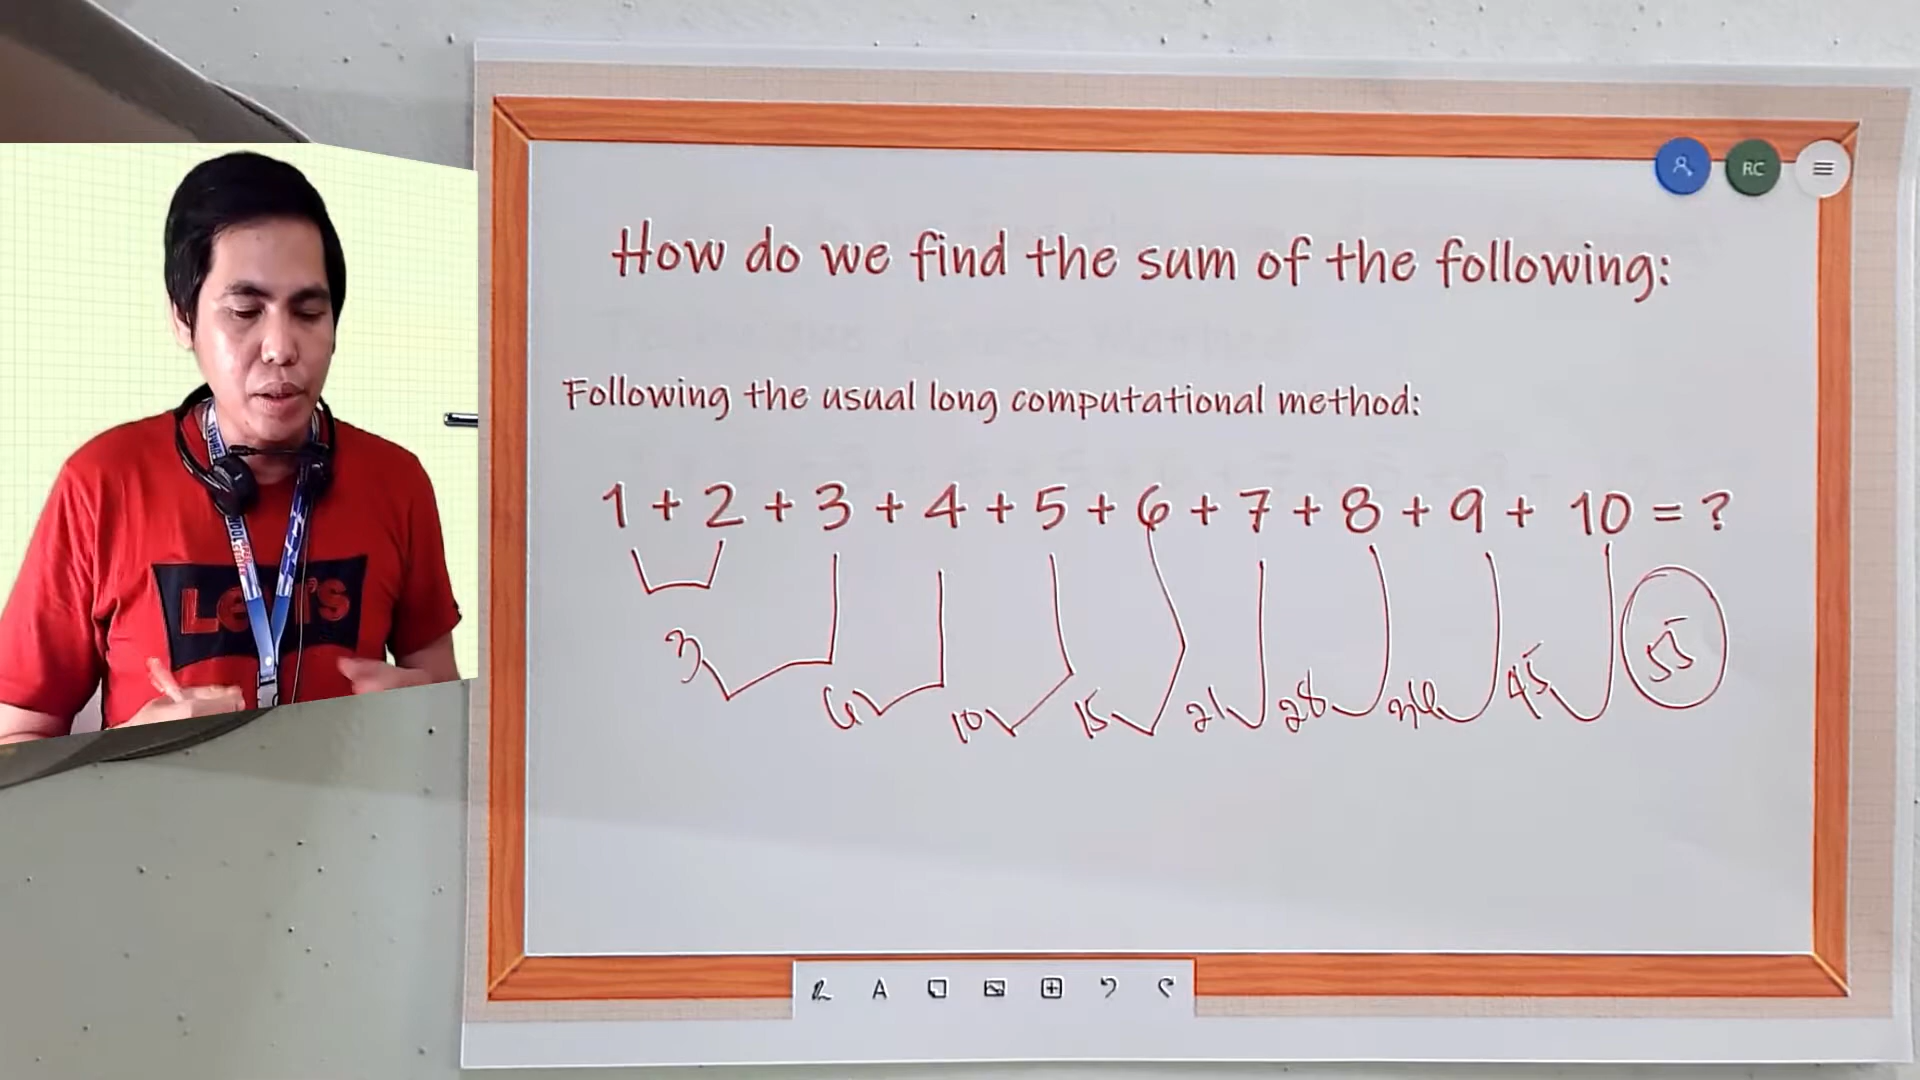 RC
How do we find the sum of the following:
Following the usual long computational method:
1 + 2 + 3 + 4 + 5 + 6 + 7 + 8 + 9 + 10 = ?
3 6 10 15 21 28 36 45 55
LEVI'S